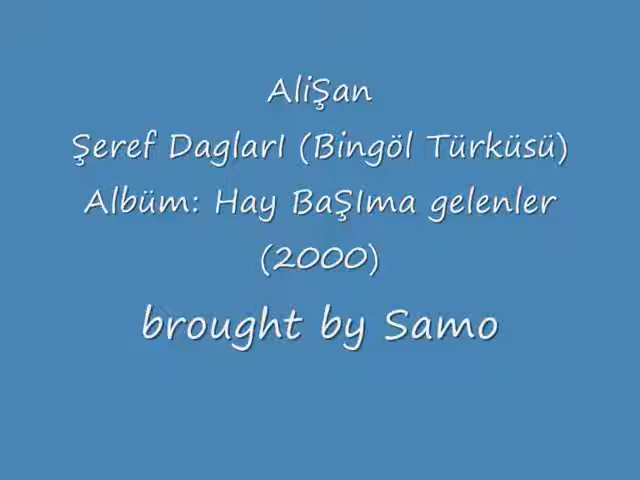 AliŞan
Şeref DaglarI (Bingöl Türküsü)
Albüm: Hay BaŞIma gelenler
(2000)
brought by Samo